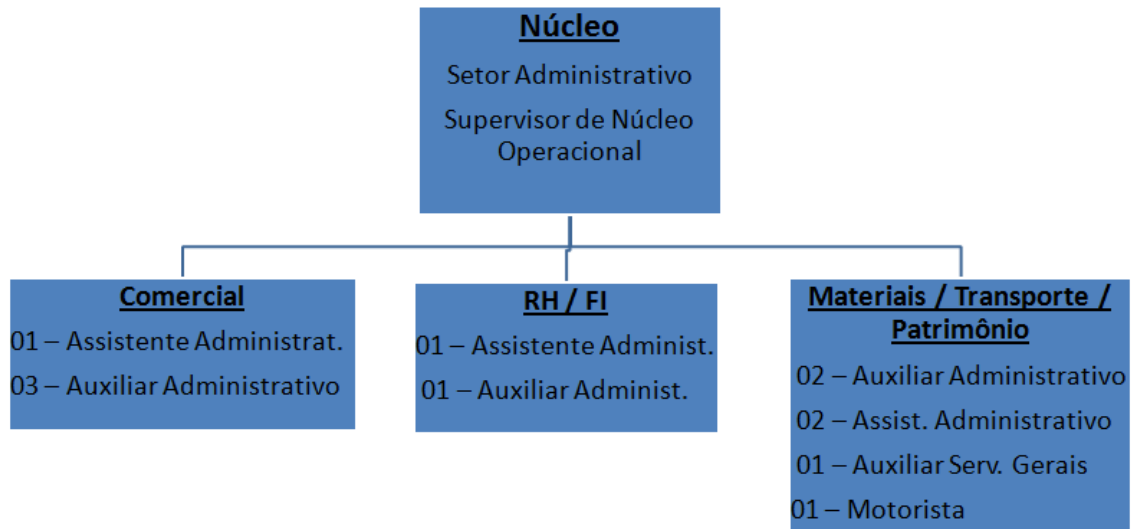 Núcleo
Setor Administrativo
Supervisor de Núcleo
Operacional
Comercial
01 – Assistente Administrat.
03 – Auxiliar Administrativo
RH / FI
01 – Assistente Administ.
01 – Auxiliar Administ.
Materiais / Transporte /
Patrimônio
02 – Auxiliar Administrativo
02 – Assist. Administrativo
01 – Auxiliar Serv. Gerais
01 – Motorista